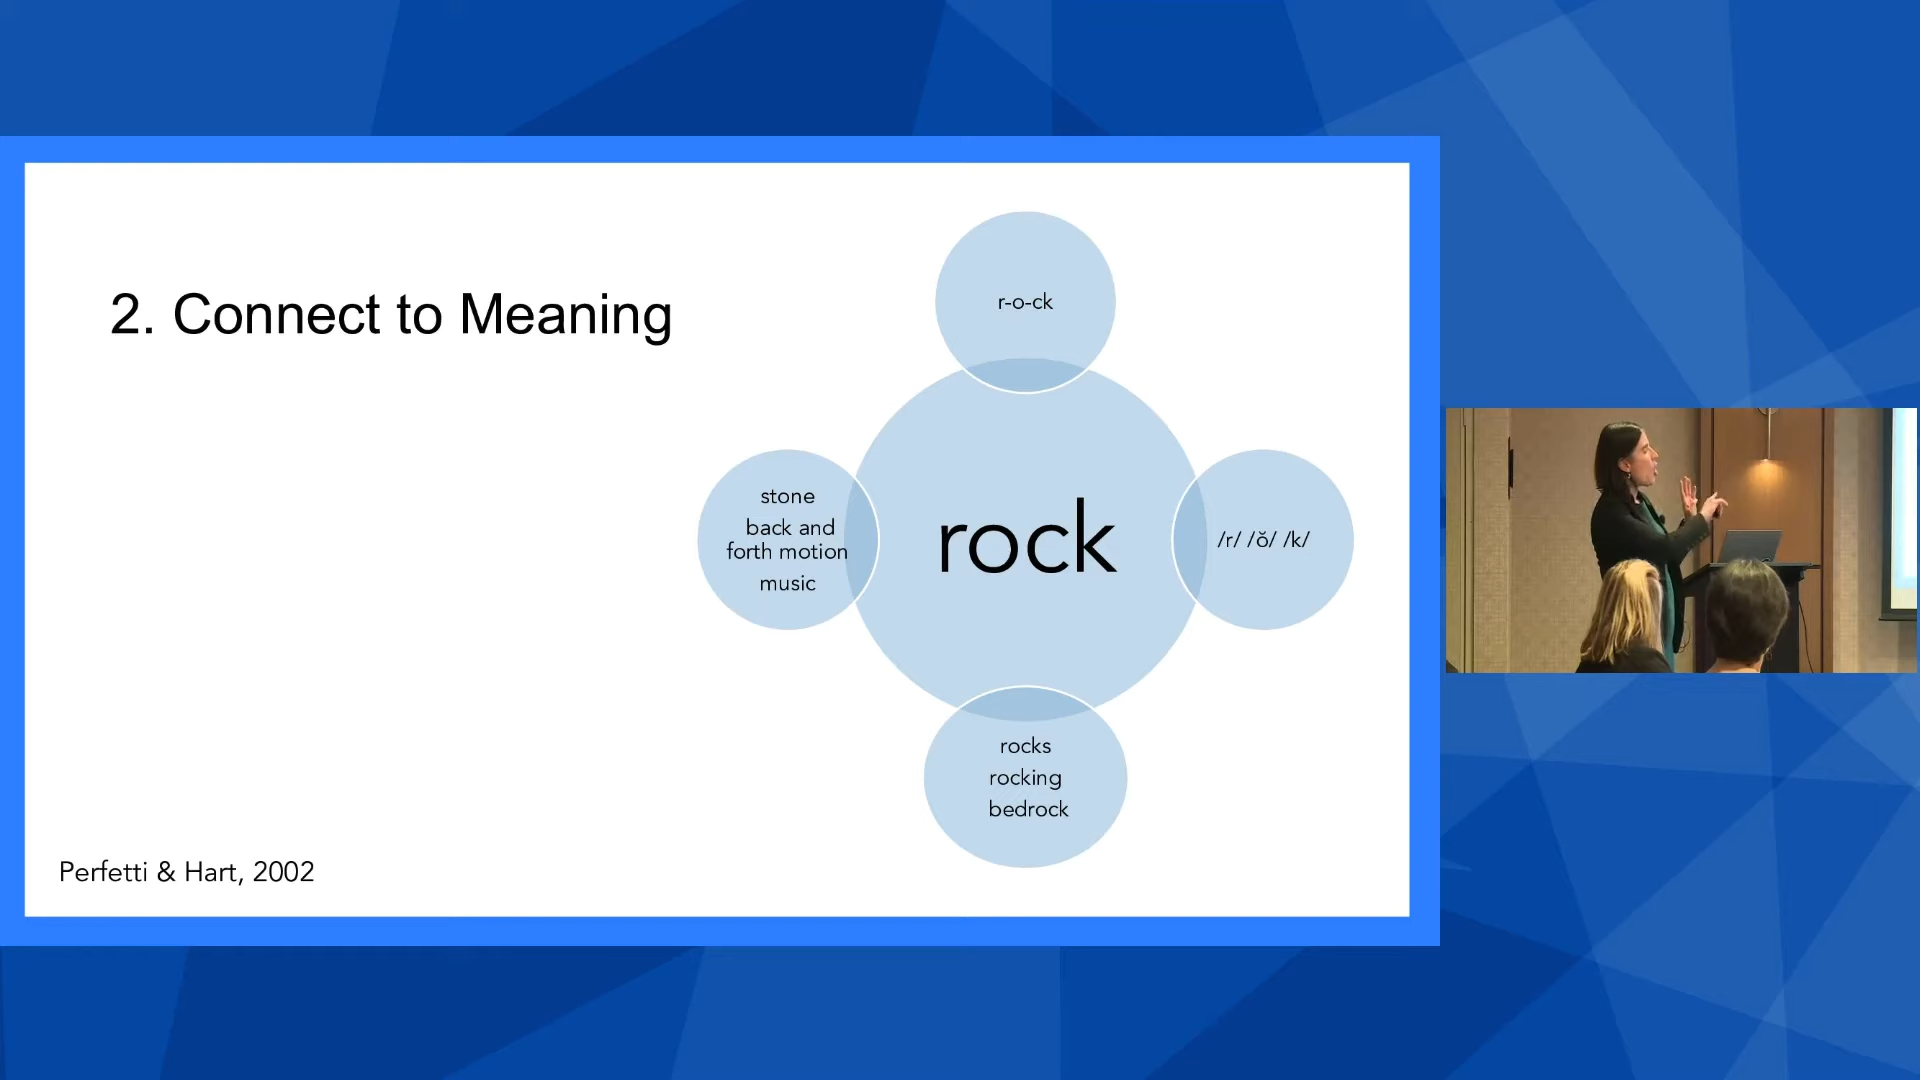 2. Connect to Meaning
r-o-ck
stone
back and
forth motion
music
rock
/r/ /ŏ/ /k/
rocks
rocking
bedrock
Perfetti & Hart, 2002